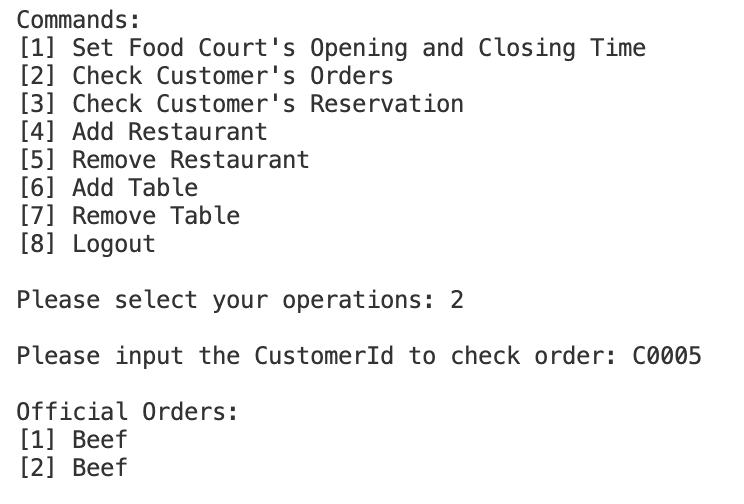 Commands:
[1] Set Food Court's Opening and Closing Time
[2] Check Customer's Orders
[3] Check Customer's Reservation
[4] Add Restaurant
[5] Remove Restaurant
[6] Add Table
[7] Remove Table
[8] Logout
Please select your operations: 2
Please input the CustomerId to check order: C0005
Official Orders:
[1] Beef
[2] Beef